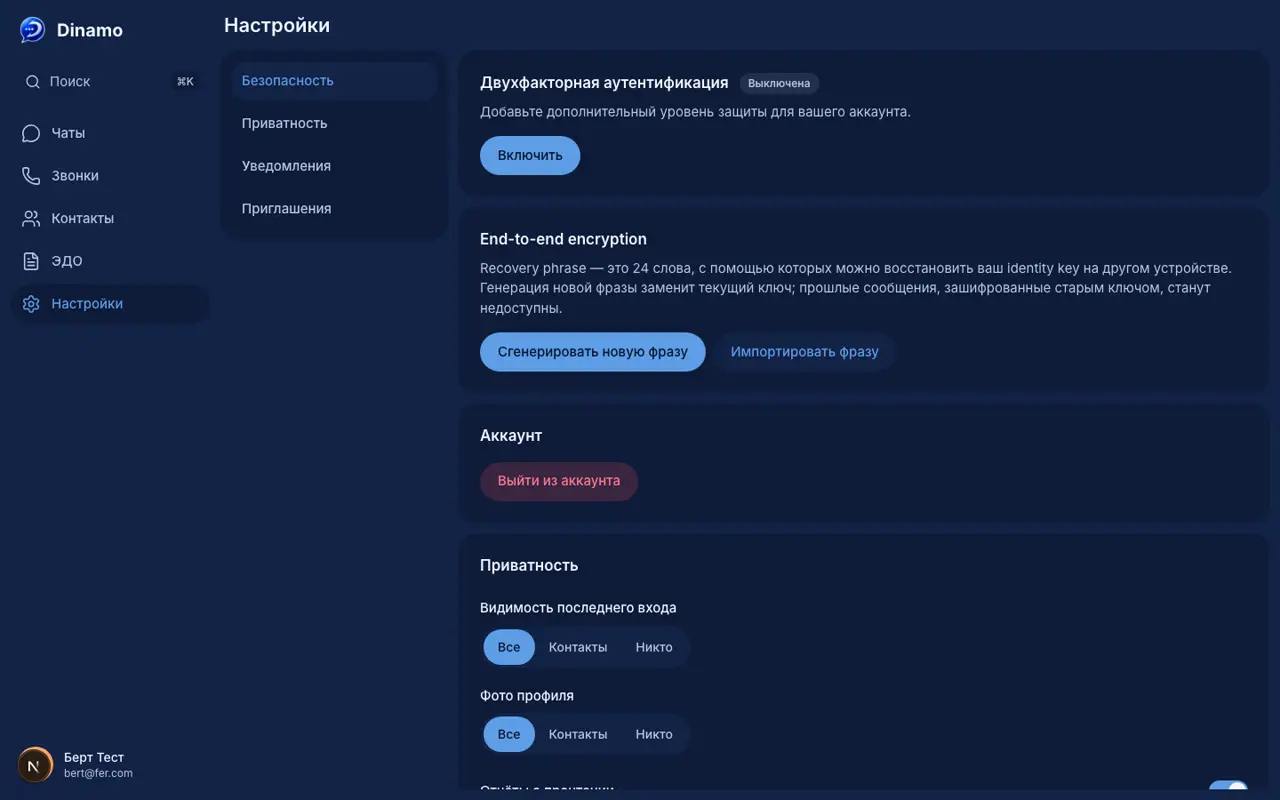 Dinamo
Поиск
⌘K
Чаты
Звонки
Контакты
ЭДО
Настройки
Берт Тест
bert@fer.com
Настройки
Безопасность
Приватность
Уведомления
Приглашения
Двухфакторная аутентификация Выключена
Добавьте дополнительный уровень защиты для вашего аккаунта.
Включить
End-to-end encryption
Recovery phrase — это 24 слова, с помощью которых можно восстановить ваш identity key на другом устройстве.
Генерация новой фразы заменит текущий ключ; прошлые сообщения, зашифрованные старым ключом, станут
недоступны.
Сгенерировать новую фразу Импортировать фразу
Аккаунт
Выйти из аккаунта
Приватность
Видимость последнего входа
Все Контакты Никто
Фото профиля
Все Контакты Никто